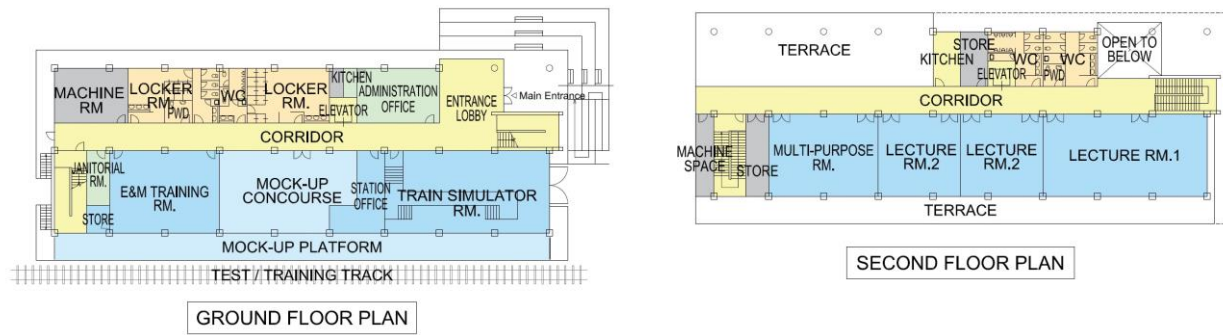 MACHINE
RM
LOCKER
RM.
PWD
WC
LOCKER
RM.
KITCHEN
ADMINISTRATION
OFFICE
ELEVATOR
ENTRANCE
LOBBY
Main Entrance
CORRIDOR
JANITORIAL
RM.
STORE
E&M TRAINING
RM.
MOCK-UP
CONCOURSE
STATION
OFFICE
TRAIN SIMULATOR
RM.
MOCK-UP PLATFORM
TEST / TRAINING TRACK
GROUND FLOOR PLAN
TERRACE
KITCHEN
STORE
ELEVATOR
WC
PWD
WC
OPEN TO
BELOW
CORRIDOR
MACHINE
SPACE
STORE
MULTI-PURPOSE
RM.
LECTURE
RM.2
LECTURE
RM.2
LECTURE RM.1
TERRACE
SECOND FLOOR PLAN